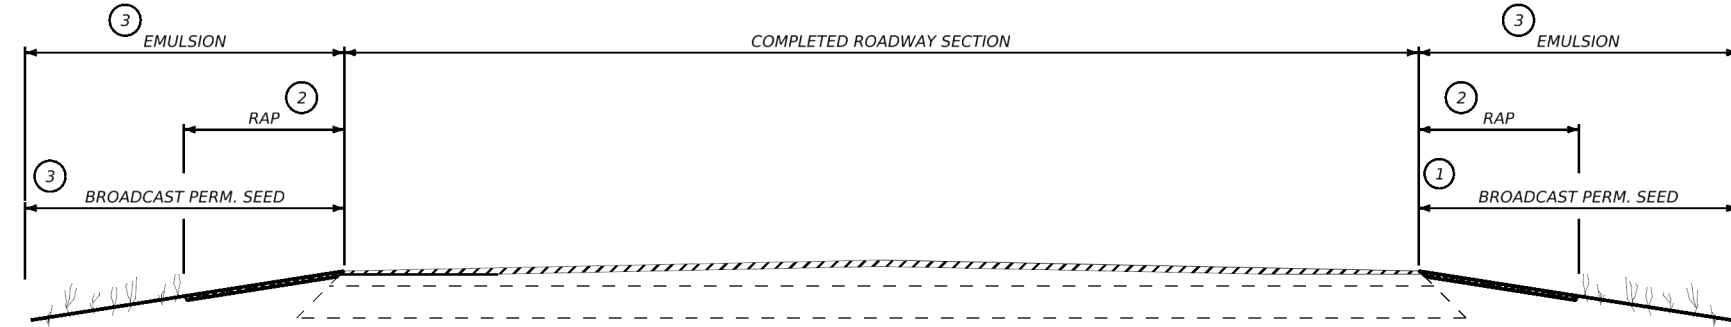 3
3
EMULSION
COMPLETED ROADWAY SECTION
EMULSION
2
2
RAP
RAP
3
1
BROADCAST PERM. SEED
BROADCAST PERM. SEED